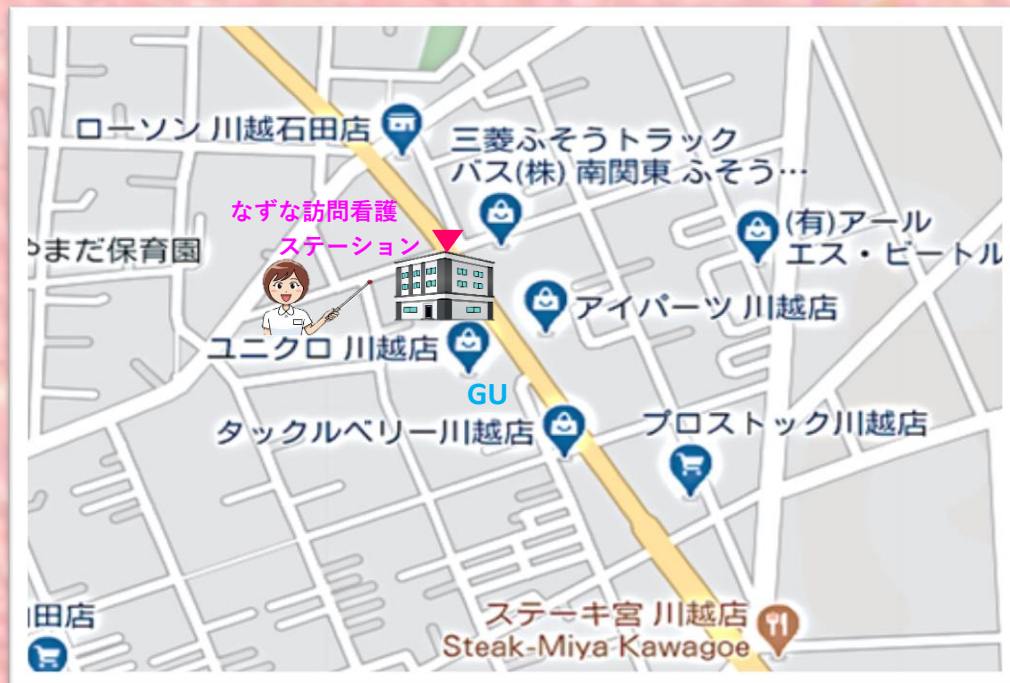 ローソン 川越石田店
三菱ふそうトラック
バス(株) 南関東 ふそう…
なずな訪問看護
ステーション
やまだ保育園
(有)アール
エス・ビートル
アイパーツ 川越店
ユニクロ 川越店
GU
タックルベリー川越店
プロストック川越店
田店
ステーキ宮 川越店
Steak-Miya Kawagoe